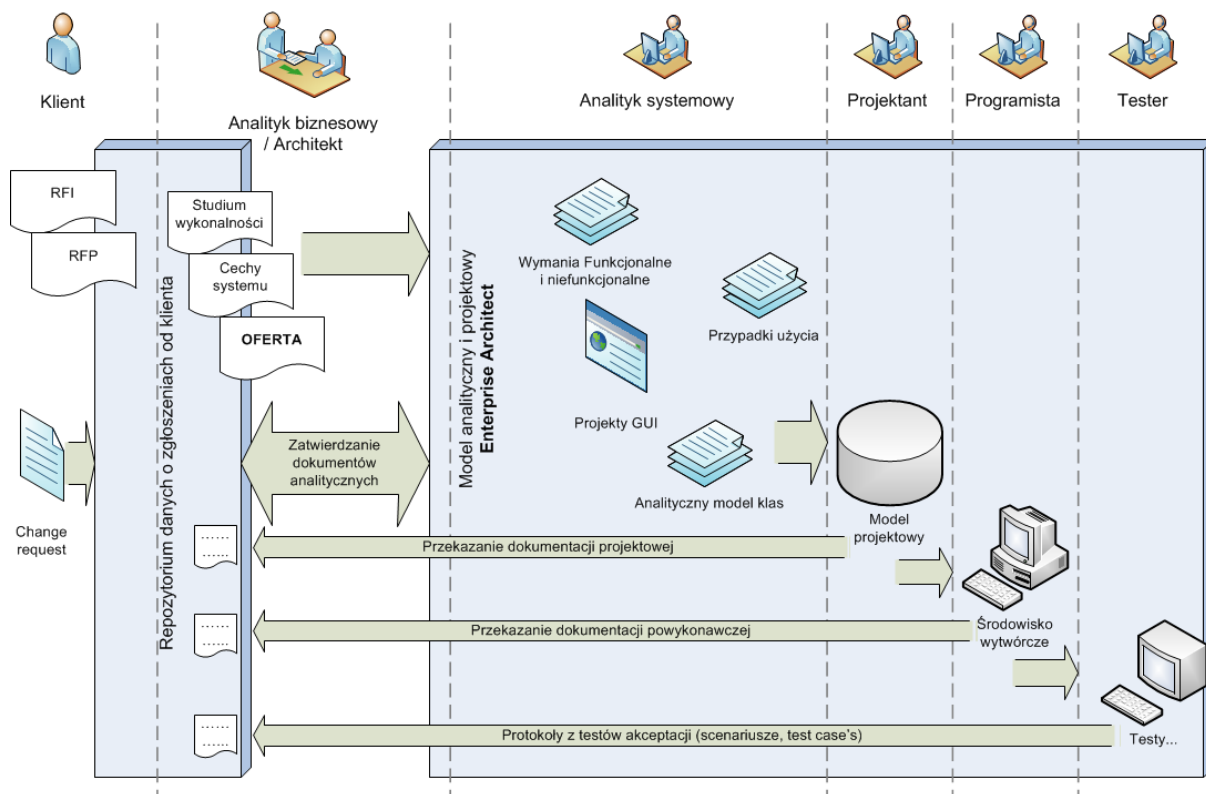 Klient
Analityk biznesowy
/ Architekt
Analityk systemowy
Projektant
Programista
Tester
RFI
RFP
Studium
wykonalności
Cechy
systemu
OFERTA
Repozytorium danych o zgłoszeniach od klienta
Model analityczny i projektowy
Enterprise Architect
Wymania Funkcjonalne
i niefunkcjonalne
Przypadki użycia
Projekty GUI
Analityczny model klas
Zatwierdzanie
dokumentów
analitycznych
Change
request
Model
projektowy
......
......
Przekazanie dokumentacji projektowej
......
......
Przekazanie dokumentacji powykonawczej
Środowisko
wytwórcze
......
......
Protokoły z testów akceptacji (scenariusze, test case's)
Testy...